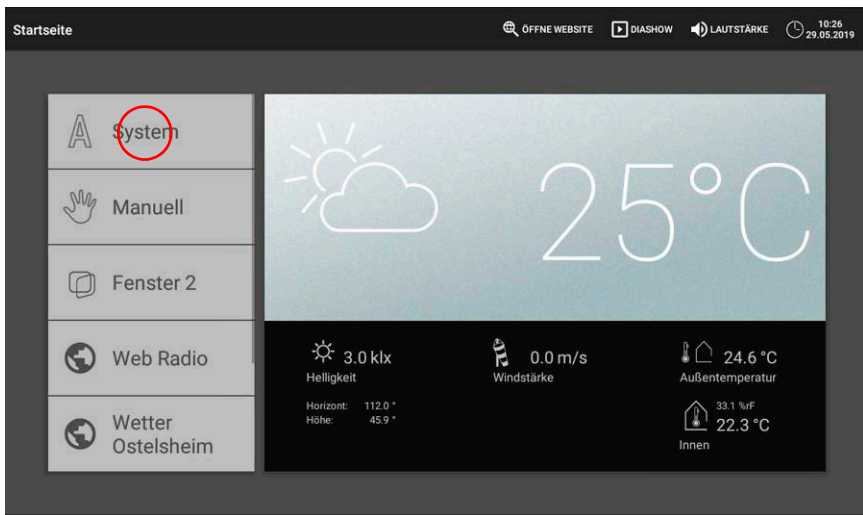 Startseite
ÖFFNE WEBSITE
DIASHOW
LAUTSTÄRKE
10:26
29.05.2019
System
Manuell
Fenster 2
Web Radio
Wetter
Ostelsheim
25°C
3.0 klx
Helligkeit
Horizont: 112.0 °
Höhe: 45.9 °
0.0 m/s
Windstärke
24.6 °C
Außentemperatur
33.1 %rF
22.3 °C
Innen